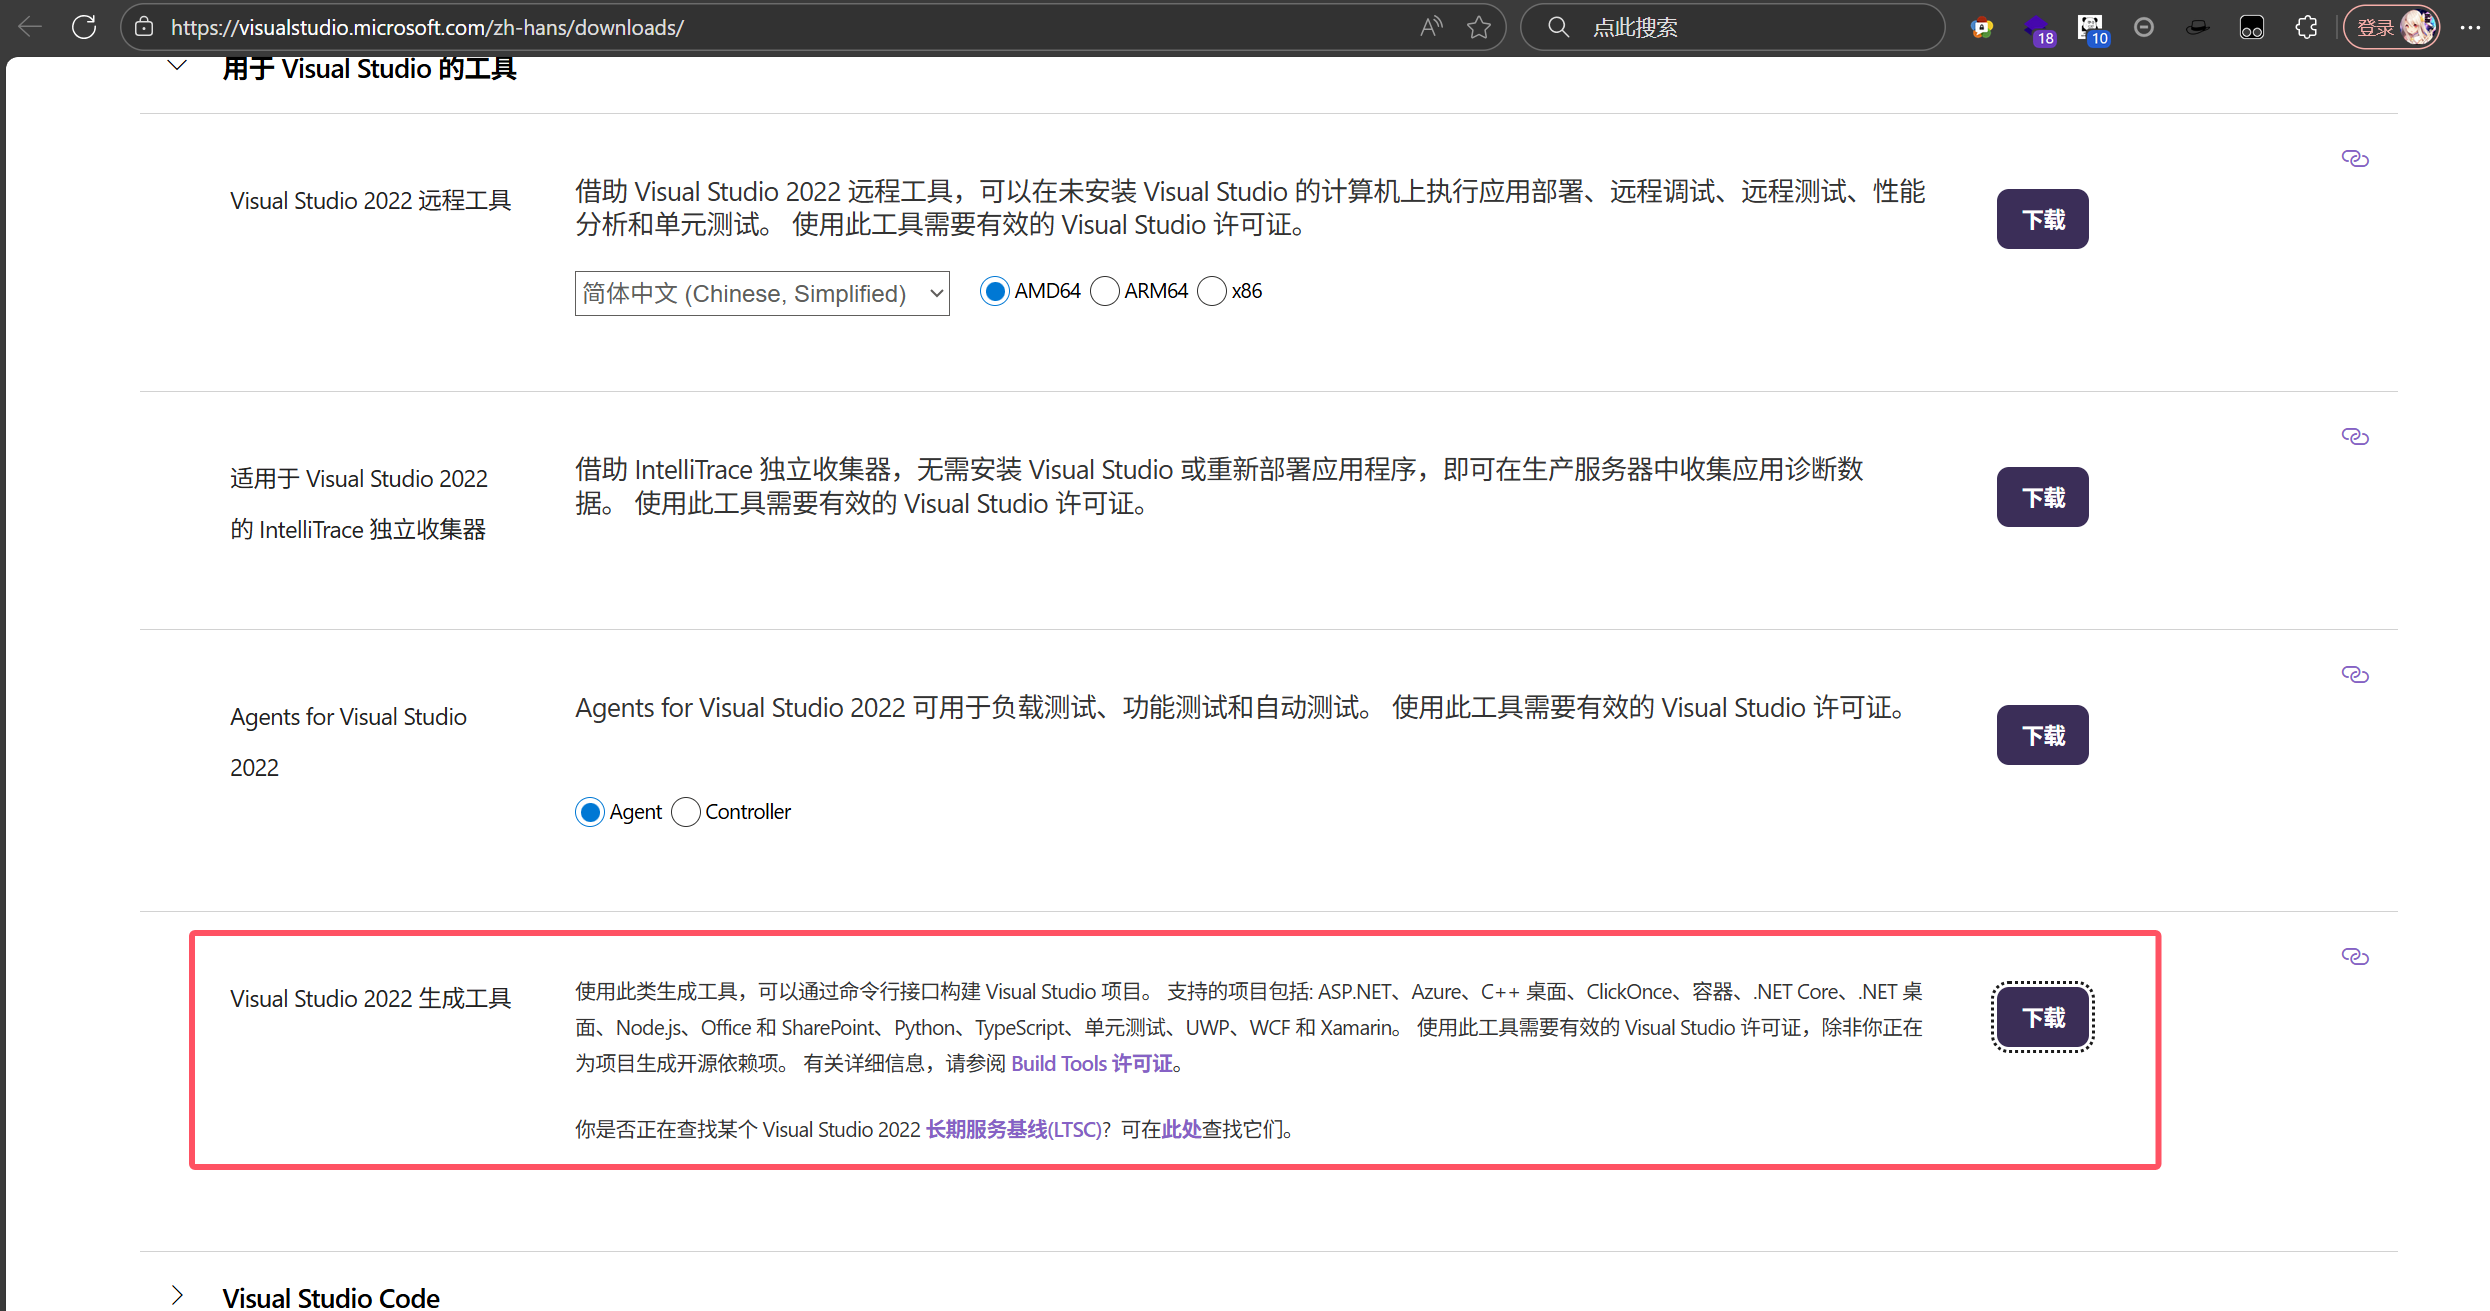 https://visualstudio.microsoft.com/zh-hans/downloads/
点此搜索
18
10
登录
用于 Visual Studio 的工具
Visual Studio 2022 远程工具
借助 Visual Studio 2022 远程工具，可以在未安装 Visual Studio 的计算机上执行应用部署、远程调试、远程测试、性能
分析和单元测试。 使用此工具需要有效的 Visual Studio 许可证。
下载
简体中文 (Chinese, Simplified)
AMD64 ARM64 x86
适用于 Visual Studio 2022
的 IntelliTrace 独立收集器
借助 IntelliTrace 独立收集器，无需安装 Visual Studio 或重新部署应用程序，即可在生产服务器中收集应用诊断数
据。 使用此工具需要有效的 Visual Studio 许可证。
下载
Agents for Visual Studio
2022
Agents for Visual Studio 2022 可用于负载测试、功能测试和自动测试。 使用此工具需要有效的 Visual Studio 许可证。
下载
Agent Controller
Visual Studio 2022 生成工具
使用此类生成工具，可以通过命令行接口构建 Visual Studio 项目。 支持的项目包括: ASP.NET、Azure、C++ 桌面、ClickOnce、容器、.NET Core、.NET 桌
面、Node.js、Office 和 SharePoint、Python、TypeScript、单元测试、UWP、WCF 和 Xamarin。 使用此工具需要有效的 Visual Studio 许可证，除非你正在
为项目生成开源依赖项。 有关详细信息，请参阅 Build Tools 许可证。
下载
你是否正在查找某个 Visual Studio 2022 长期服务基线(LTSC)? 可在此处查找它们。
Visual Studio Code